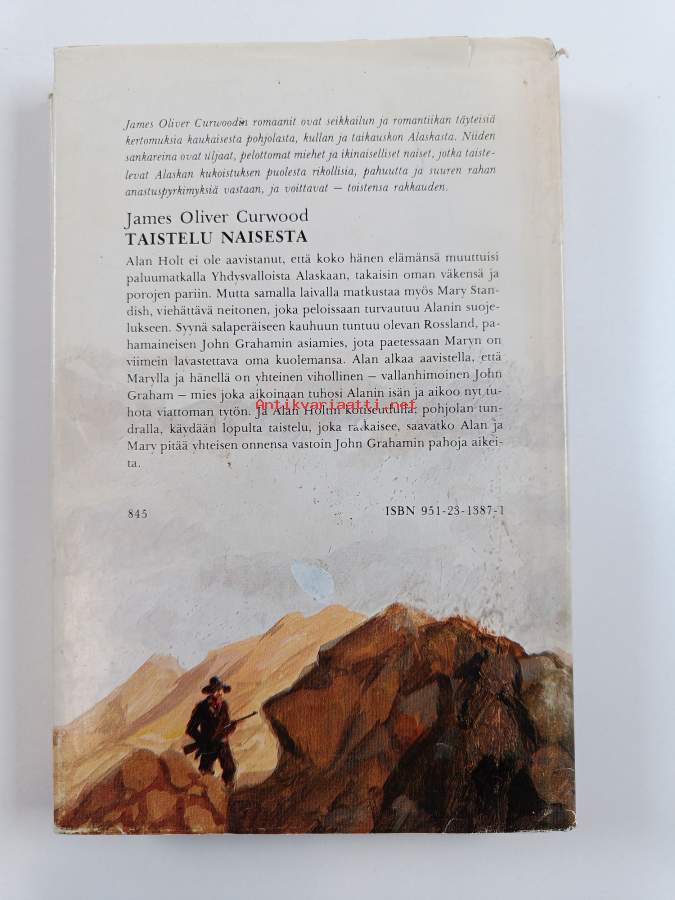 James Oliver Curwoodin romaanit ovat seikkailun ja romantiikan täyteisiä
kertomuksia kaukaisesta pohjolasta, kullan ja taikauskon Alaskasta. Niiden
sankareina ovat uljaat, pelottomat miehet ja ikinaiselliset naiset, jotka taiste-
levat Alaskan kukoistuksen puolesta rikollisia, pahuutta ja suuren rahan
anastuspyrkimyksiä vastaan, ja voittavat — toistensa rakkauden.
James Oliver Curwood
TAISTELU NAISESTA
Alan Holt ei ole aavistanut, että koko hänen elämänsä muuttuisi
paluumatkalla Yhdysvalloista Alaskaan, takaisin oman väkensä ja
porojen pariin. Mutta samalla laivalla matkustaa myös Mary Stan-
dish, viehättävä neitonen, joka peloissaan turvautuu Alanin suoje-
lukseen. Syynä salaperäiseen kauhuun tuntuu olevan Rossland, pa-
hamaineisen John Grahamin asiamies, jota paetessaan Maryn on
viimein lavastettava oma kuolemansa. Alan alkaa aavistella, että
Marylla ja hänellä on yhteinen vihollinen — vallanhimoinen John
Graham — mies joka aikoinaan tuhosi Alanin isän ja aikoo nyt tu-
hota viattoman tytön. Ja Alan Holtin kotiseudulla, pohjolan tun-
Antikvariaatti.net
dralla, käydään lopulta taistelu, joka ratkaisee, saavatko Alan ja
Mary pitää yhteisen onnensa vastoin John Grahamin pahoja aikei-
ta.
845
ISBN 951-23-1387-1